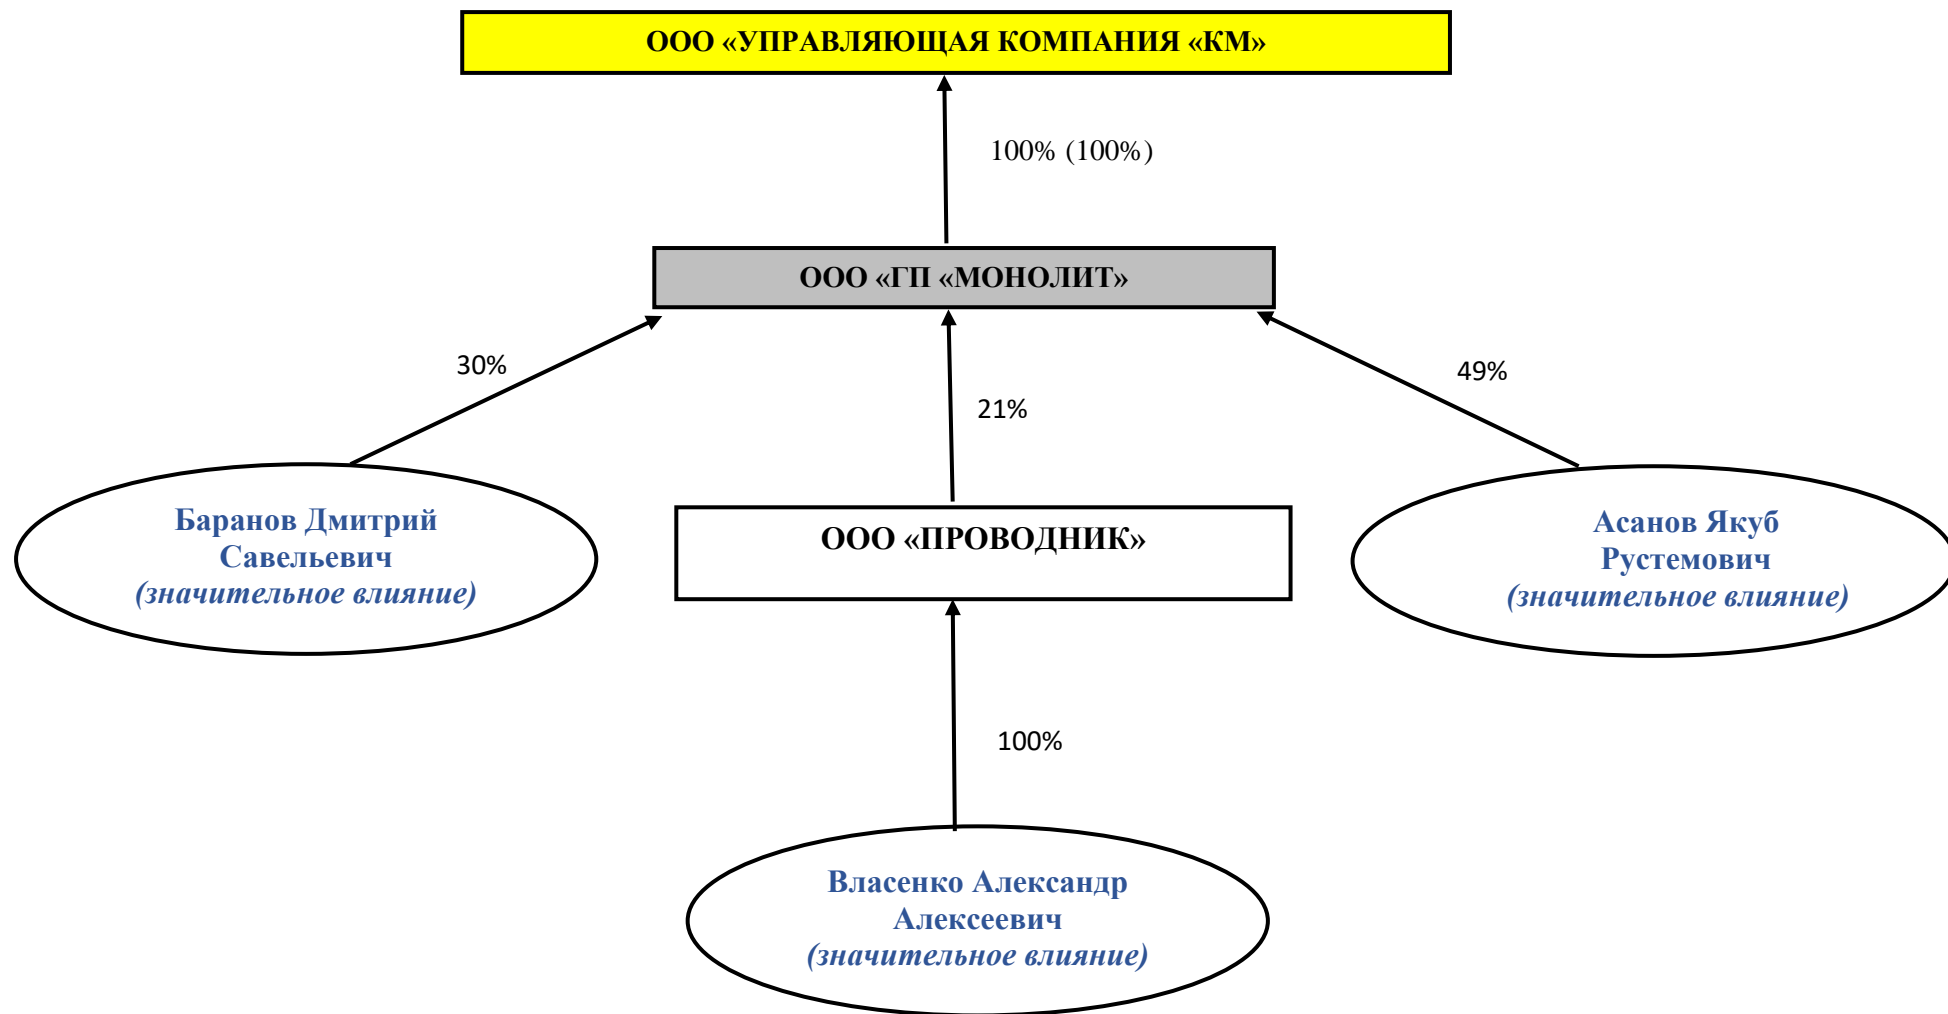 ООО «УПРАВЛЯЮЩАЯ КОМПАНИЯ «КМ»
100% (100%)
ООО «ГП «МОНОЛИТ»
30%
21%
49%
Баранов Дмитрий
Савельевич
(значительное влияние)
ООО «ПРОВОДНИК»
Асанов Якуб
Рустемович
(значительное влияние)
100%
Власенко Александр
Алексеевич
(значительное влияние)